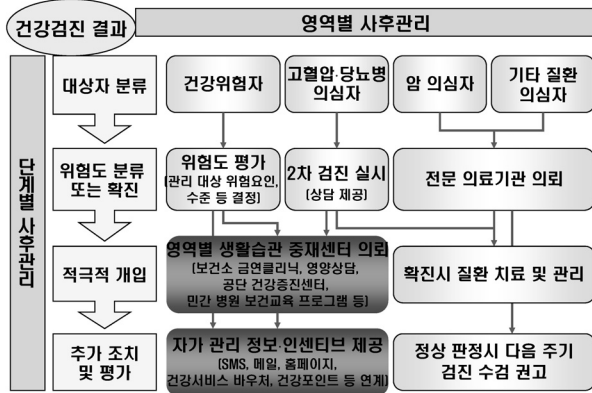 건강검진 결과
영역별 사후관리
단계별 사후관리
대상자 분류
건강위험자
고혈압·당뇨병
의심자
암 의심자
기타 질환
의심자
위험도 분류
또는 확진
위험도 평가
(관리 대상 위험요인,
수준 등 결정)
2차 검진 실시
(상담 제공)
전문 의료기관 의뢰
적극적 개입
영역별 생활습관 중재센터 의뢰
(보건소 금연클리닉, 영양상담,
공단 건강증진센터,
민간 병원 보건교육 프로그램 등)
확진시 질환 치료 및 관리
추가 조치
및 평가
자가 관리 정보·인센티브 제공
(SMS, 메일, 홈페이지,
건강서비스 바우처, 건강포인트 등 연계)
정상 판정시 다음 주기
검진 수검 권고